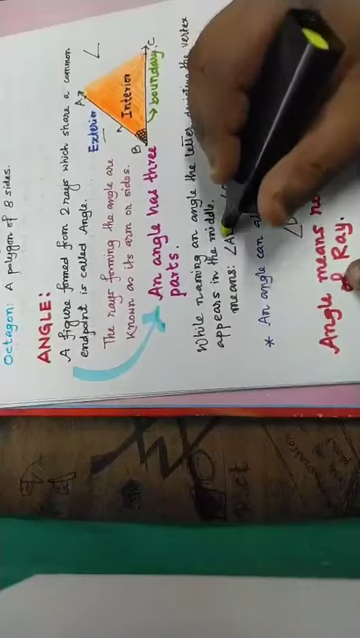 Octagon: A polygon of 8 sides.
ANGLE:
A figure formed from 2 rays which share a common
endpoint is called Angle.
The rays forming the angle are
known as its arm or sides.
An angle has three
parts.
Exterior
A
Interior
B
C
boundary.
While naming an angle the letter denoting the vertex
appears in the middle.
means: ∠A
* An angle can al
∠D
Angle means
of Ray.